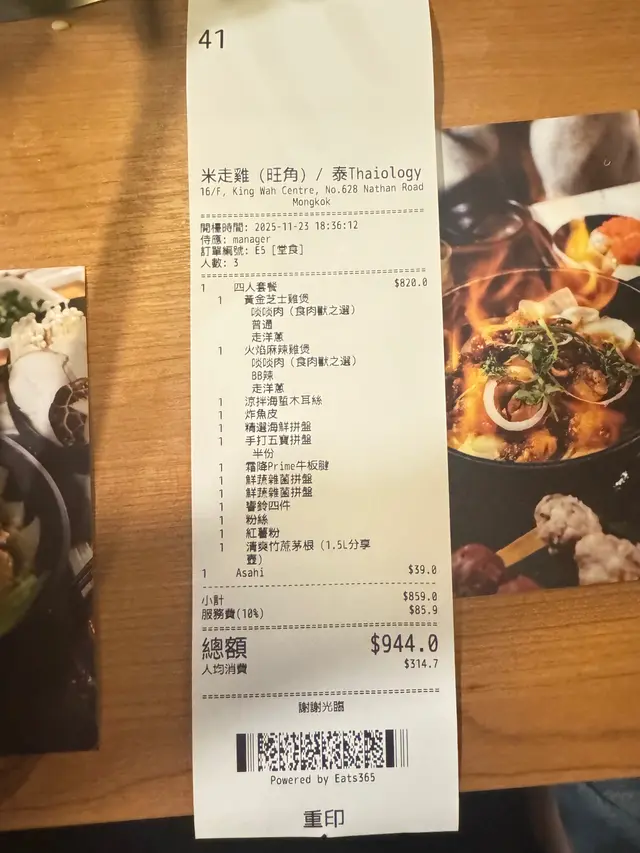 41
米走雞（旺角）/ 泰Thaiology
16/F, King Wah Centre, No.628 Nathan Road
Mongkok
開檯時間: 2025-11-23 18:36:12
侍應: manager
訂單編號: E5 [堂食]
人數: 3
1 四人套餐 $820.0
1 黃金芝士雞煲
啖啖肉（食肉獸之選）
普通
走洋蔥
1 火焰麻辣雞煲
啖啖肉（食肉獸之選）
BB辣
走洋蔥
1 涼拌海蜇木耳絲
1 炸魚皮
1 精選海鮮拼盤
1 手打五寶拼盤
半份
1 霜降Prime牛板腱
1 鮮蔬雜菌拼盤
1 鮮蔬雜菌拼盤
1 響鈴四件
1 粉絲
1 紅薯粉
1 清爽竹蔗茅根（1.5L分享
壺）
1 Asahi $39.0
小計 $859.0
服務費(10%) $85.9
總額 $944.0
人均消費 $314.7
謝謝光臨
Powered by Eats365
重印